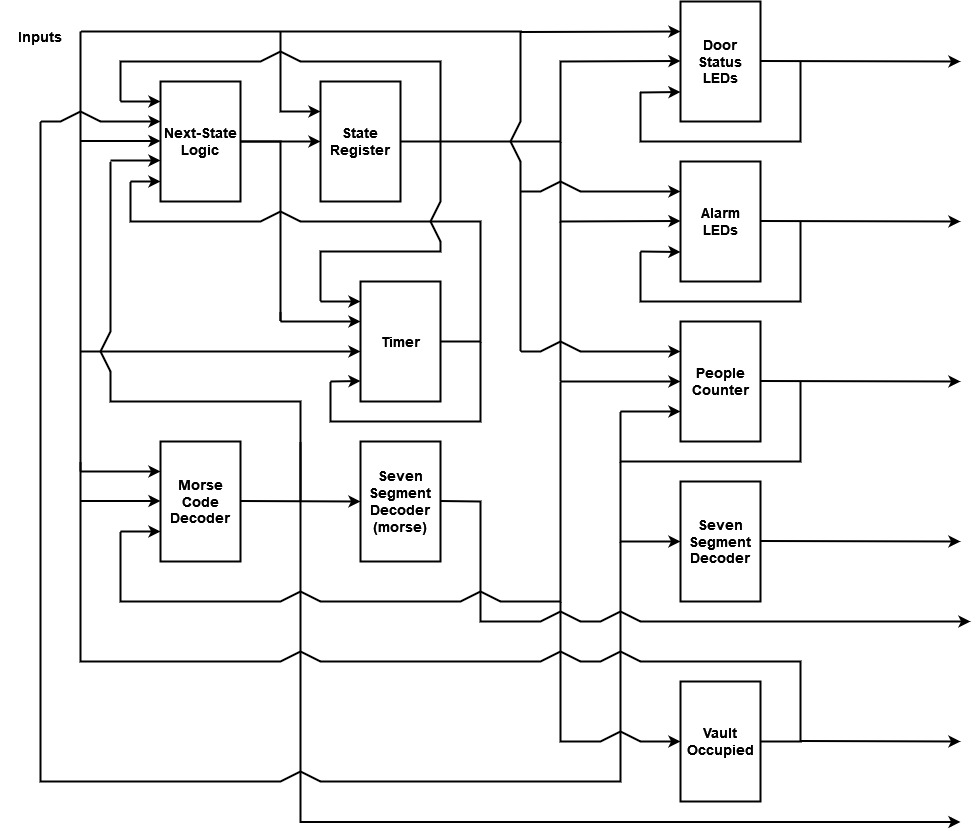 Inputs
Door
Status
LEDs
Next-State
Logic
State
Register
Alarm
LEDs
Timer
People
Counter
Morse
Code
Decoder
Seven
Segment
Decoder
(morse)
Seven
Segment
Decoder
Vault
Occupied